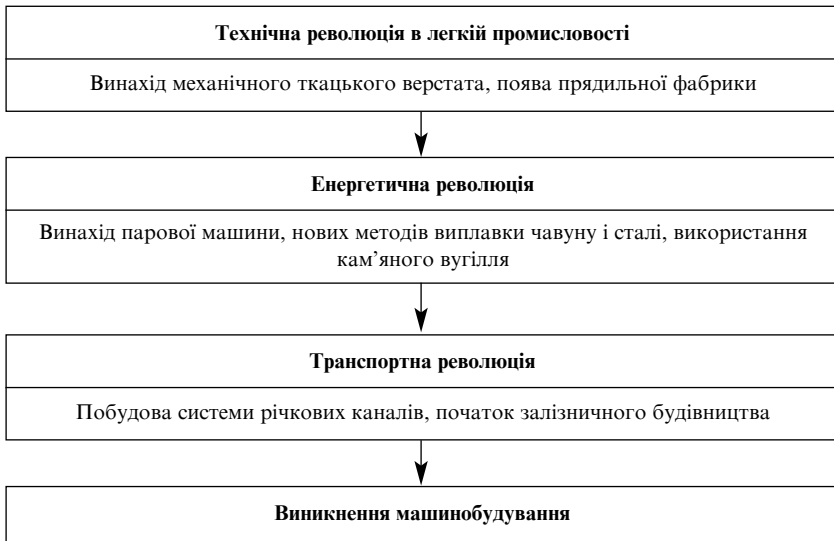 Технічна революція в легкій промисловості
Винахід механічного ткацького верстата, поява прядильної фабрики
Енергетична революція
Винахід парової машини, нових методів виплавки чавуну і сталі, використання
кам’яного вугілля
Транспортна революція
Побудова системи річкових каналів, початок залізничного будівництва
Виникнення машинобудування